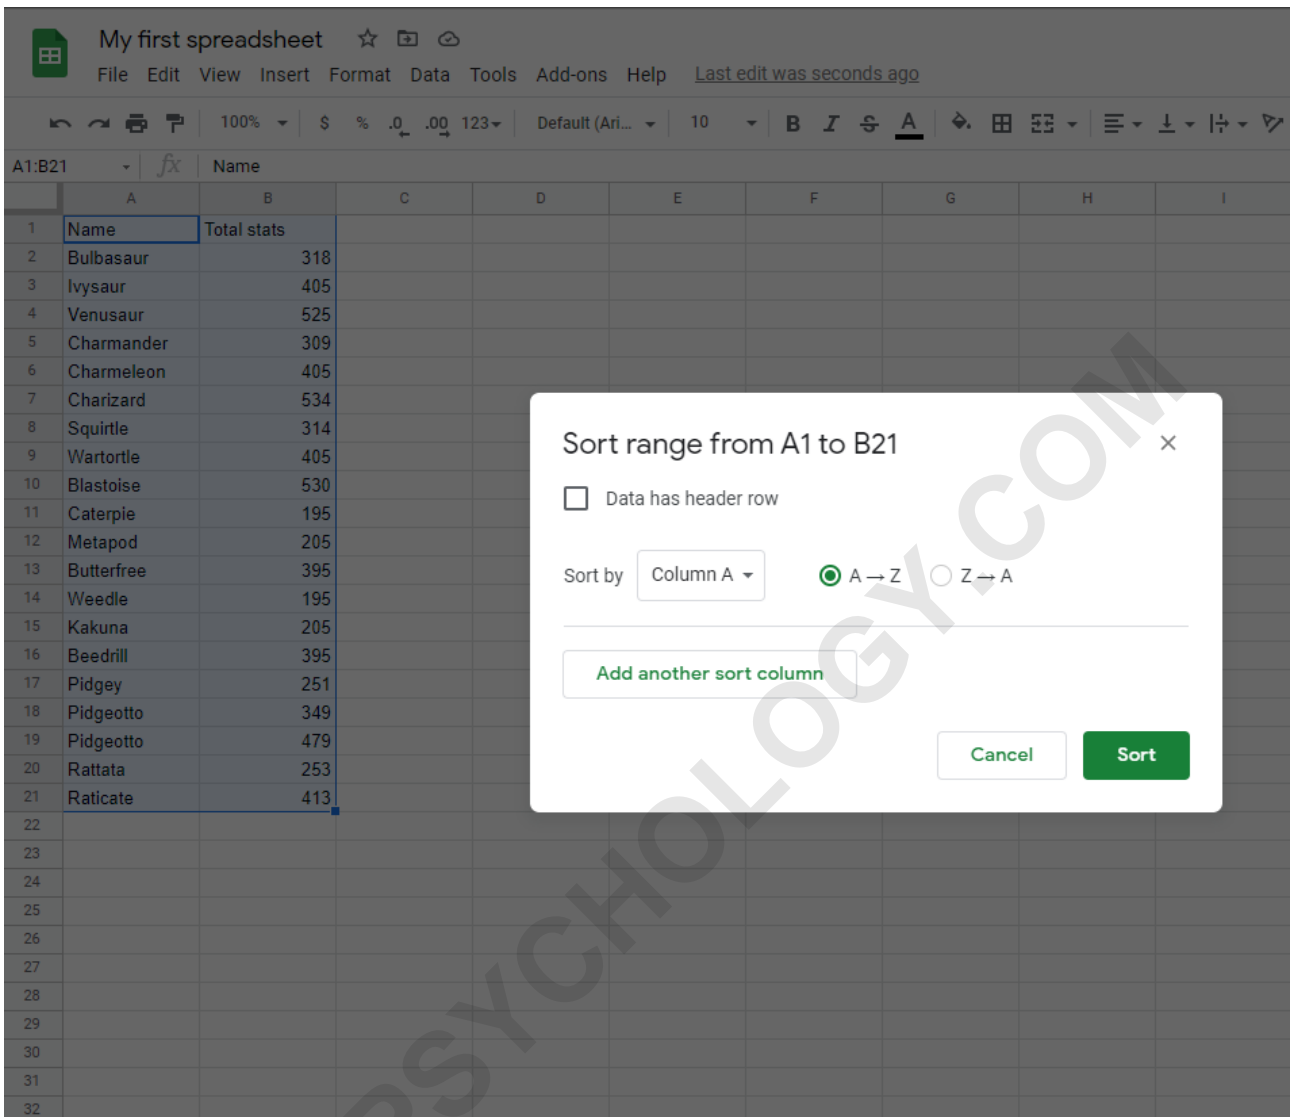 My first spreadsheet
File Edit View Insert Format Data Tools Add-ons Help Last edit was seconds ago
100% $ % .0 .00 123 Default (Ari... 10 B I S A
A1:B21 fx Name
A B C D E F G H I
1 Name Total stats
2 Bulbasaur 318
3 Ivysaur 405
4 Venusaur 525
5 Charmander 309
6 Charmeleon 405
7 Charizard 534
8 Squirtle 314
9 Wartortle 405
10 Blastoise 530
11 Caterpie 195
12 Metapod 205
13 Butterfree 395
14 Weedle 195
15 Kakuna 205
16 Beedrill 395
17 Pidgey 251
18 Pidgeotto 349
19 Pidgeotto 479
20 Rattata 253
21 Raticate 413
22
23
24
25
26
27
28
29
30
31
32
Sort range from A1 to B21
Data has header row
Sort by Column A A → Z Z → A
Add another sort column
Cancel Sort
RSYCHOLOGY.COM